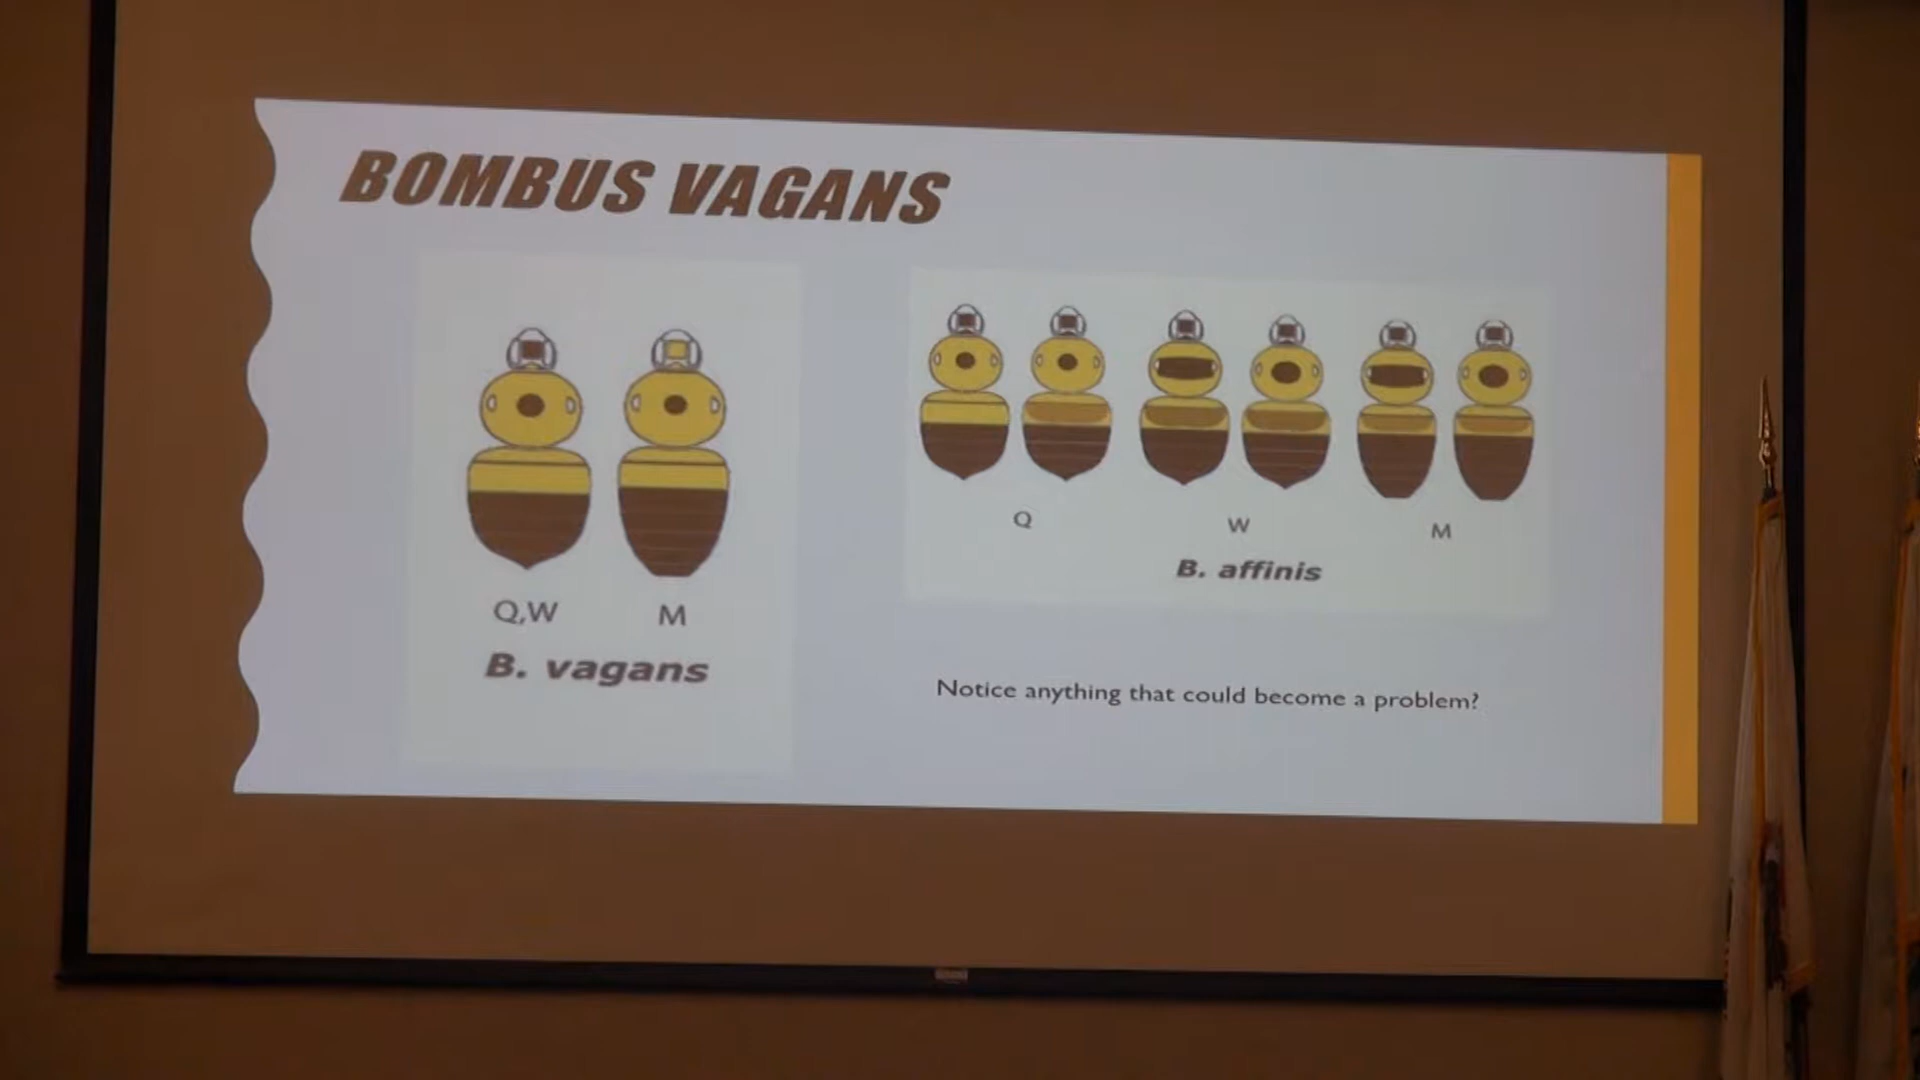 BOMBUS VAGANS
Q,W M
B. vagans
Q W M
B. affinis
Notice anything that could become a problem?